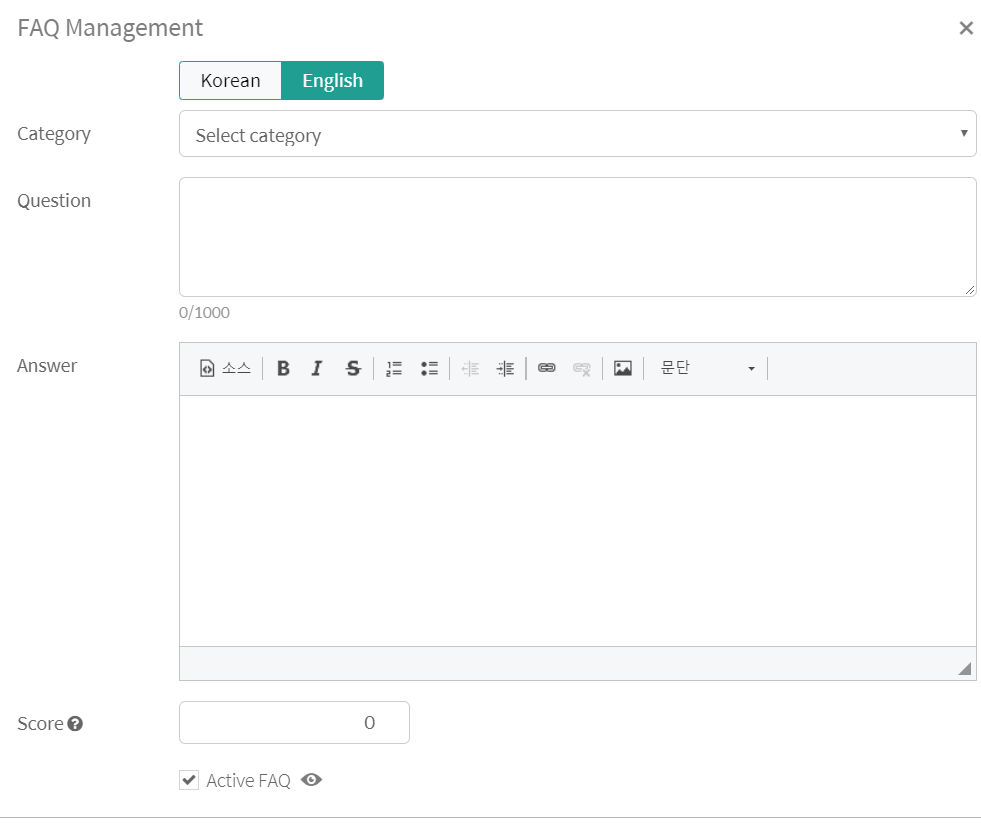 FAQ Management
Korean English
Category Select category
Question
0/1000
Answer 소스 B I S 문단
Score 0
Active FAQ